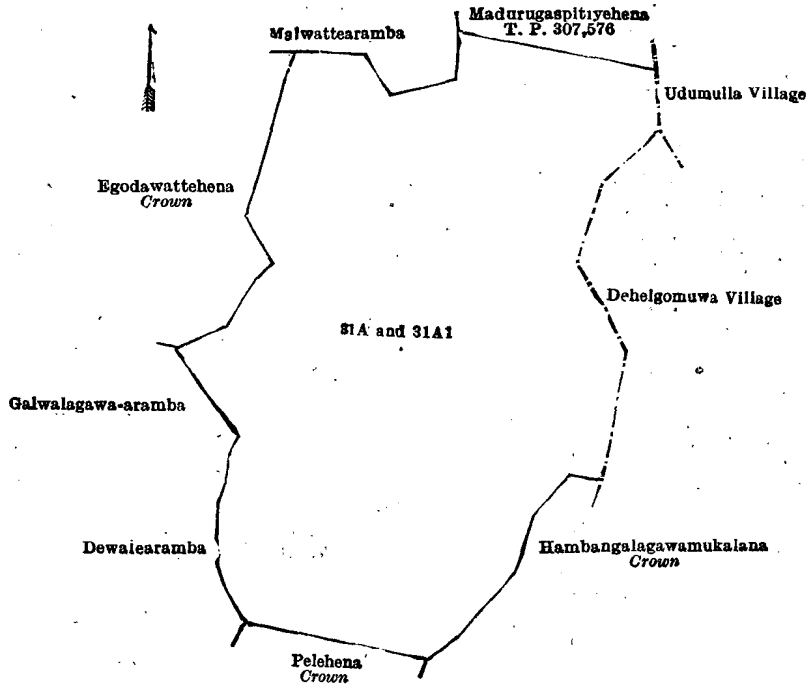 Madurugaspitiyehena
T. P. 307,576
Malwattearamba
Udumulla Village
Egodawattehena
Crown
Dehelgomuwa Village
31A and 31A1
Galwalagawa-aramba
Dewalearamba
Hambangalagawamukalana
Crown
Pelehena
Crown